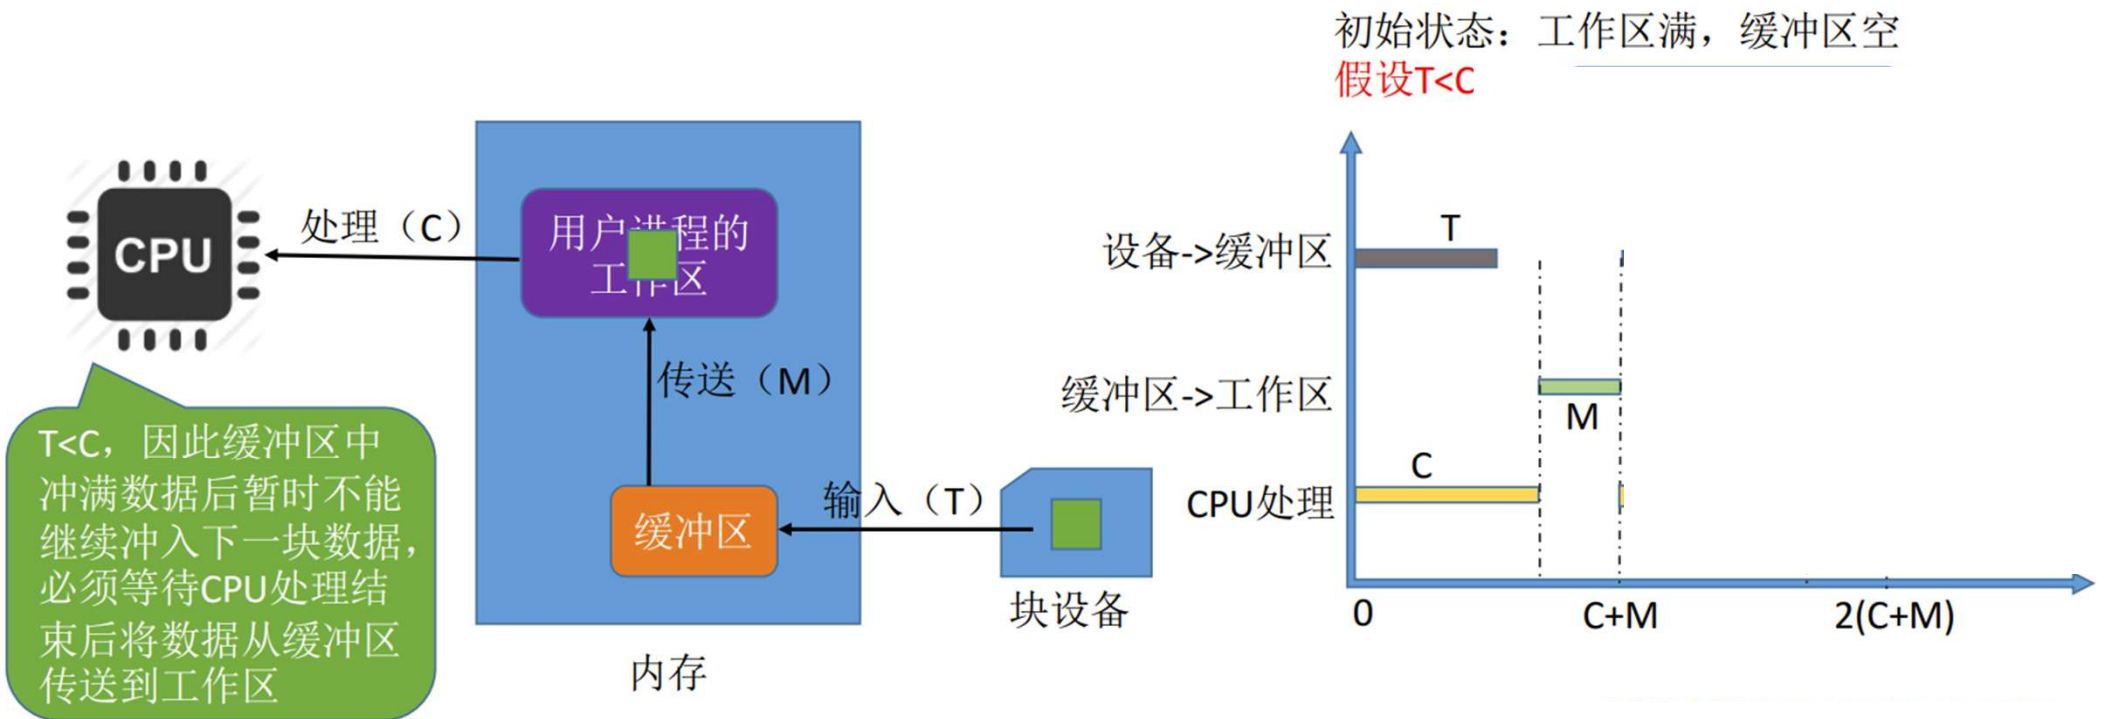 初始状态：工作区满，缓冲区空
假设T<C
CPU
处理（C）
用户进程的
工作区
传送（M）
缓冲区
输入（T）
块设备
内存
T<C，因此缓冲区中
冲满数据后暂时不能
继续冲入下一块数据，
必须等待CPU处理结
束后将数据从缓冲区
传送到工作区
设备->缓冲区
T
缓冲区->工作区
M
CPU处理
C
0
C+M
2(C+M)